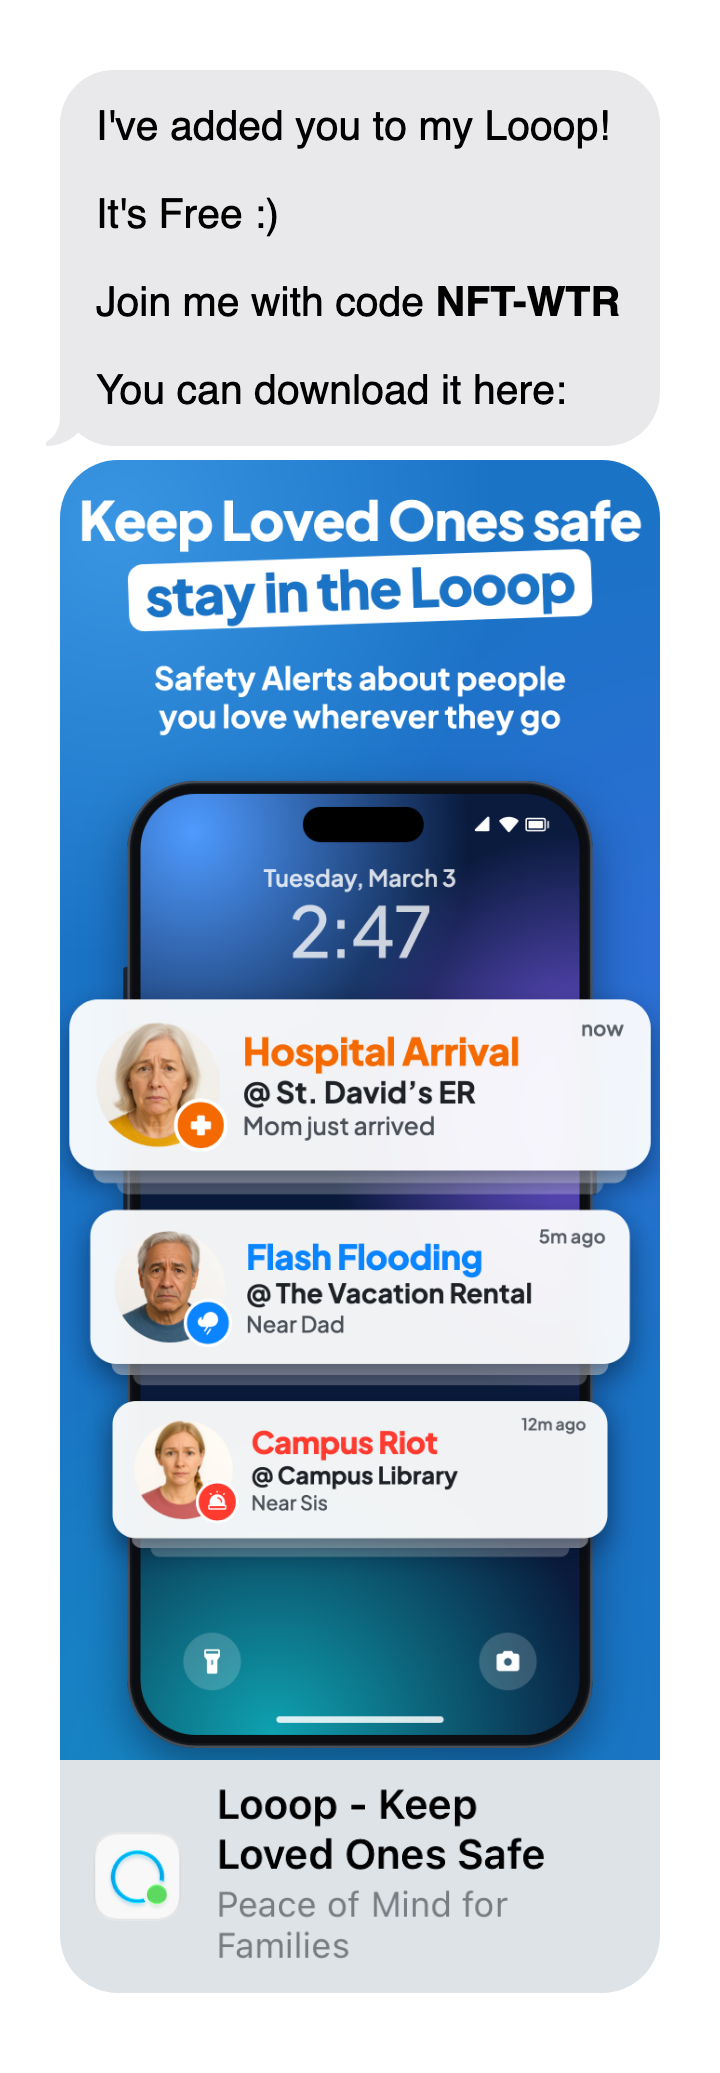 I've added you to my Looop!
It's Free :)
Join me with code NFT-WTR
You can download it here:
Keep Loved Ones safe
stay in the Looop
Safety Alerts about people
you love wherever they go
Tuesday, March 3
2:47
now
Hospital Arrival
@ St. David's ER
Mom just arrived
5m ago
Flash Flooding
@ The Vacation Rental
Near Dad
12m ago
Campus Riot
@ Campus Library
Near Sis
Looop - Keep
Loved Ones Safe
Peace of Mind for
Families